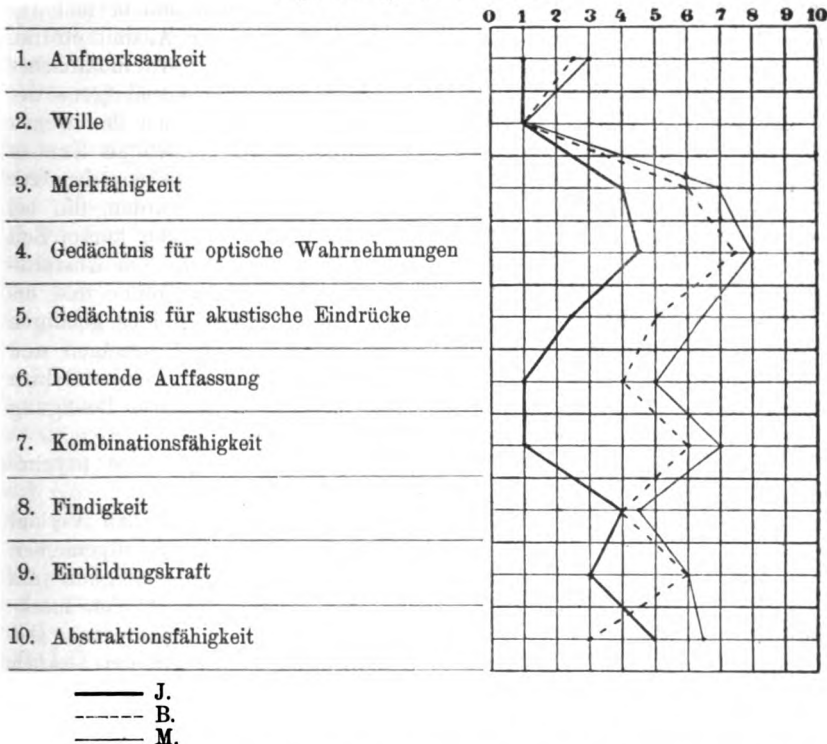 0 1 2 3 4 5 6 7 8 9 10
1. Aufmerksamkeit
2. Wille
3. Merkfähigkeit
4. Gedächtnis für optische Wahrnehmungen
5. Gedächtnis für akustische Eindrücke
6. Deutende Auffassung
7. Kombinationsfähigkeit
8. Findigkeit
9. Einbildungskraft
10. Abstraktionsfähigkeit
J.
B.
M.